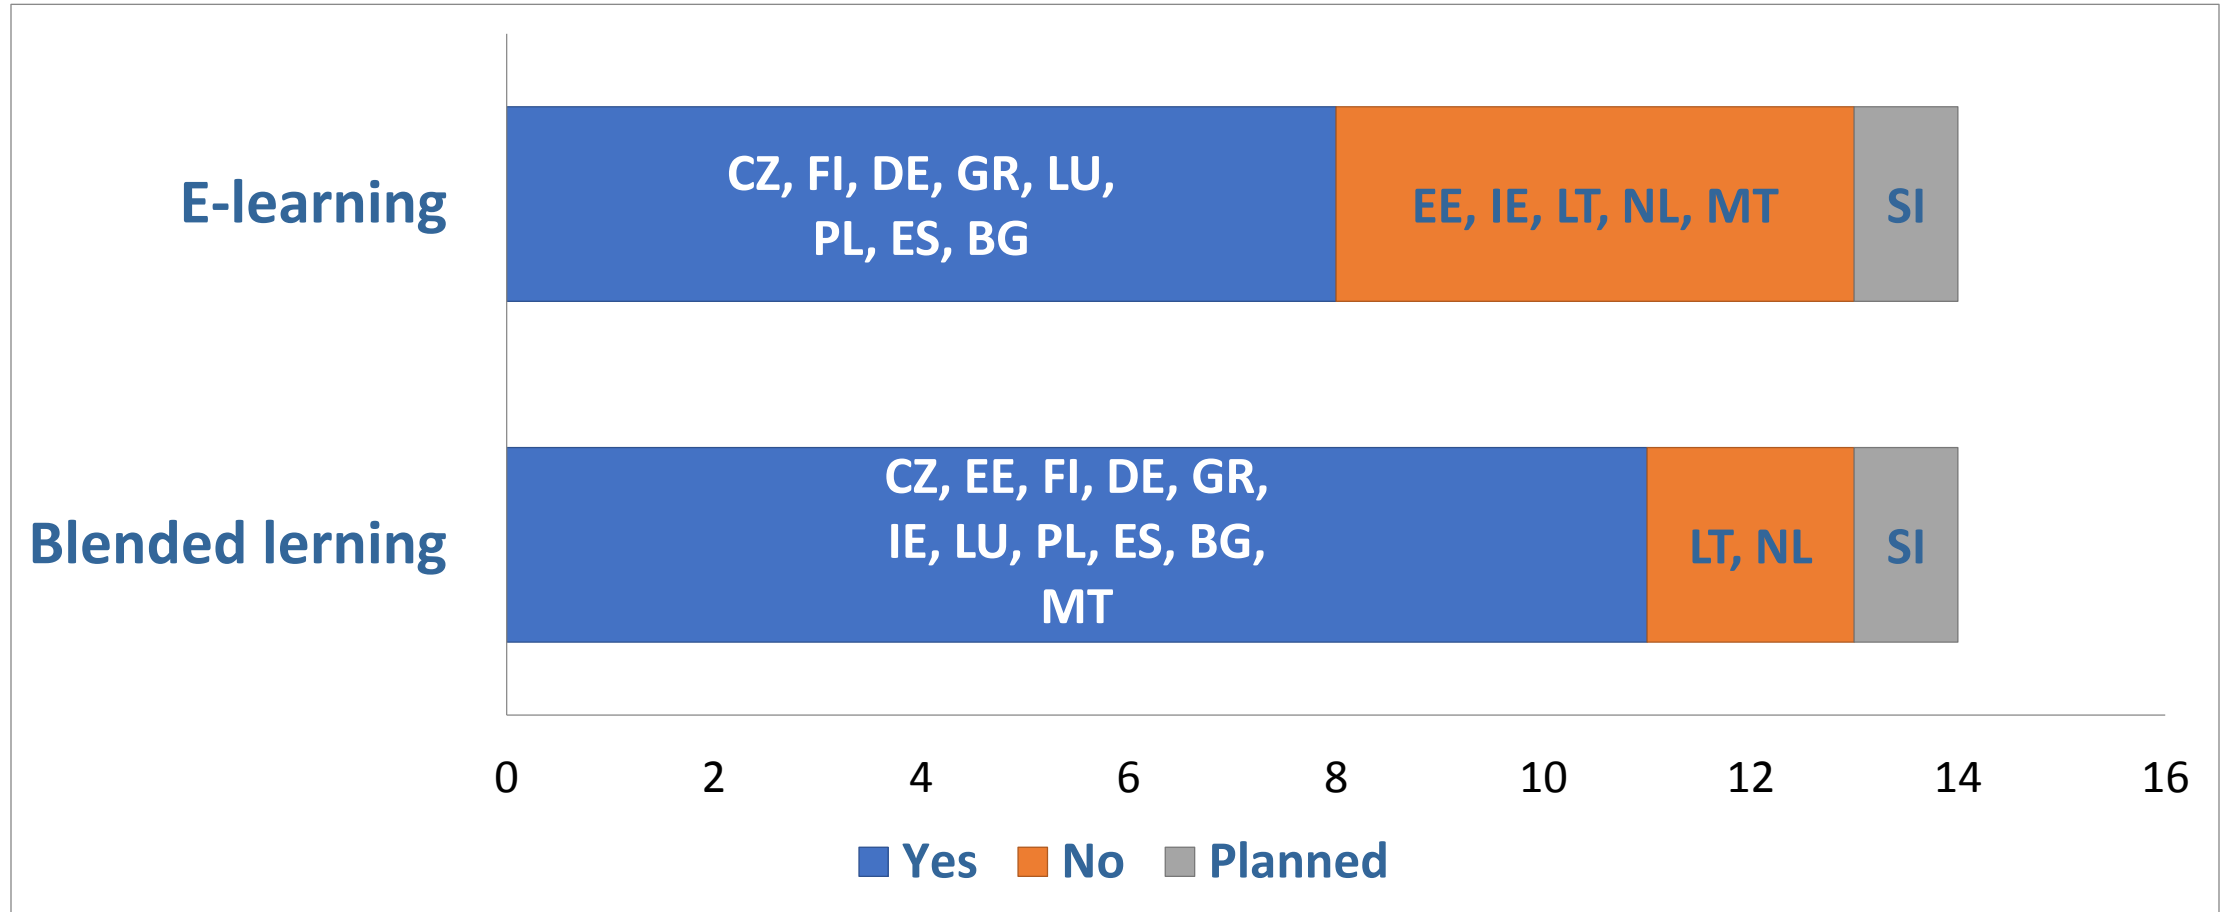 E-learning
CZ, FI, DE, GR, LU,
PL, ES, BG
EE, IE, LT, NL, MT
SI
Blended lerning
CZ, EE, FI, DE, GR,
IE, LU, PL, ES, BG,
MT
LT, NL
SI
0 2 4 6 8 10 12 14 16
Yes No Planned